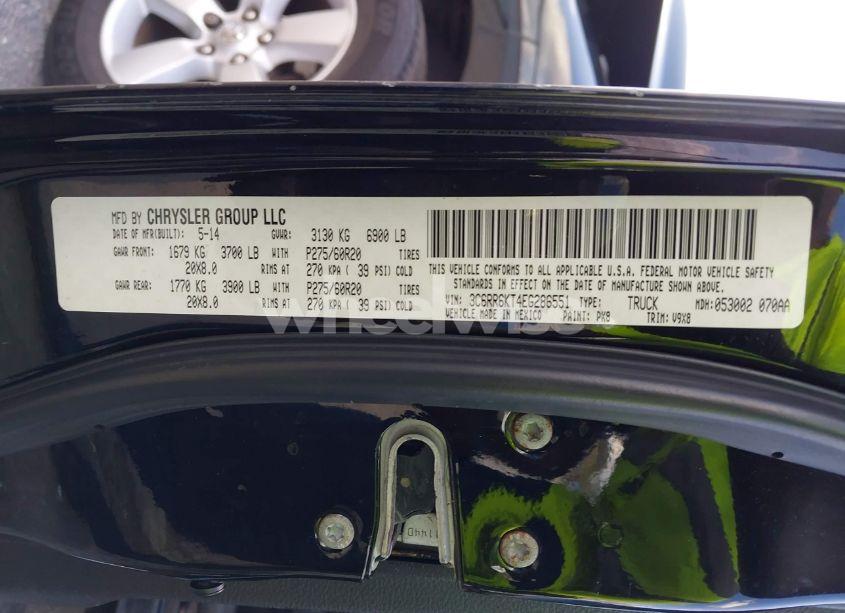 MFD BY CHRYSLER GROUP LLC
DATE OF MFR(BUILT): 5-14 GVWR: 3130 KG 6900 LB
GAWR FRONT: 1679 KG 3700 LB WITH P275/60R20 TIRES
20X8.0 RIMS AT 270 KPA ( 39 PSI) COLD
GAWR REAR: 1770 KG 3900 LB WITH P275/60R20 TIRES
20X8.0 RIMS AT 270 KPA ( 39 PSI) COLD
THIS VEHICLE CONFORMS TO ALL APPLICABLE U.S.A. FEDERAL MOTOR VEHICLE SAFETY
STANDARDS IN EFFECT ON THE DATE OF MANUFACTURE SHOWN ABOVE.
VIN: 3C6RR6KT4EG286551 TYPE: TRUCK MDH: 053002 070AA
VEHICLE MADE IN MEXICO PAINT: PX8 TRIM: V9X8